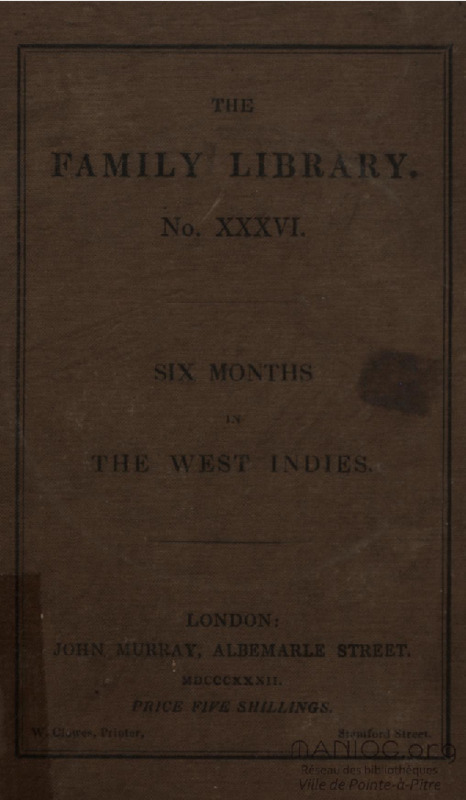 THE
FAMILY LIBRARY.
No. XXXVI.
SIX MONTHS
IN
THE WEST INDIES.
LONDON:
JOHN MURRAY, ALBEMARLE STREET.
MDCCCXXXII.
PRICE FIVE SHILLINGS.
W. Clowes, Printer, Stamford Street.
MANIOC.org
Réseau des bibliothèques
Ville de Pointe-à-Pitre